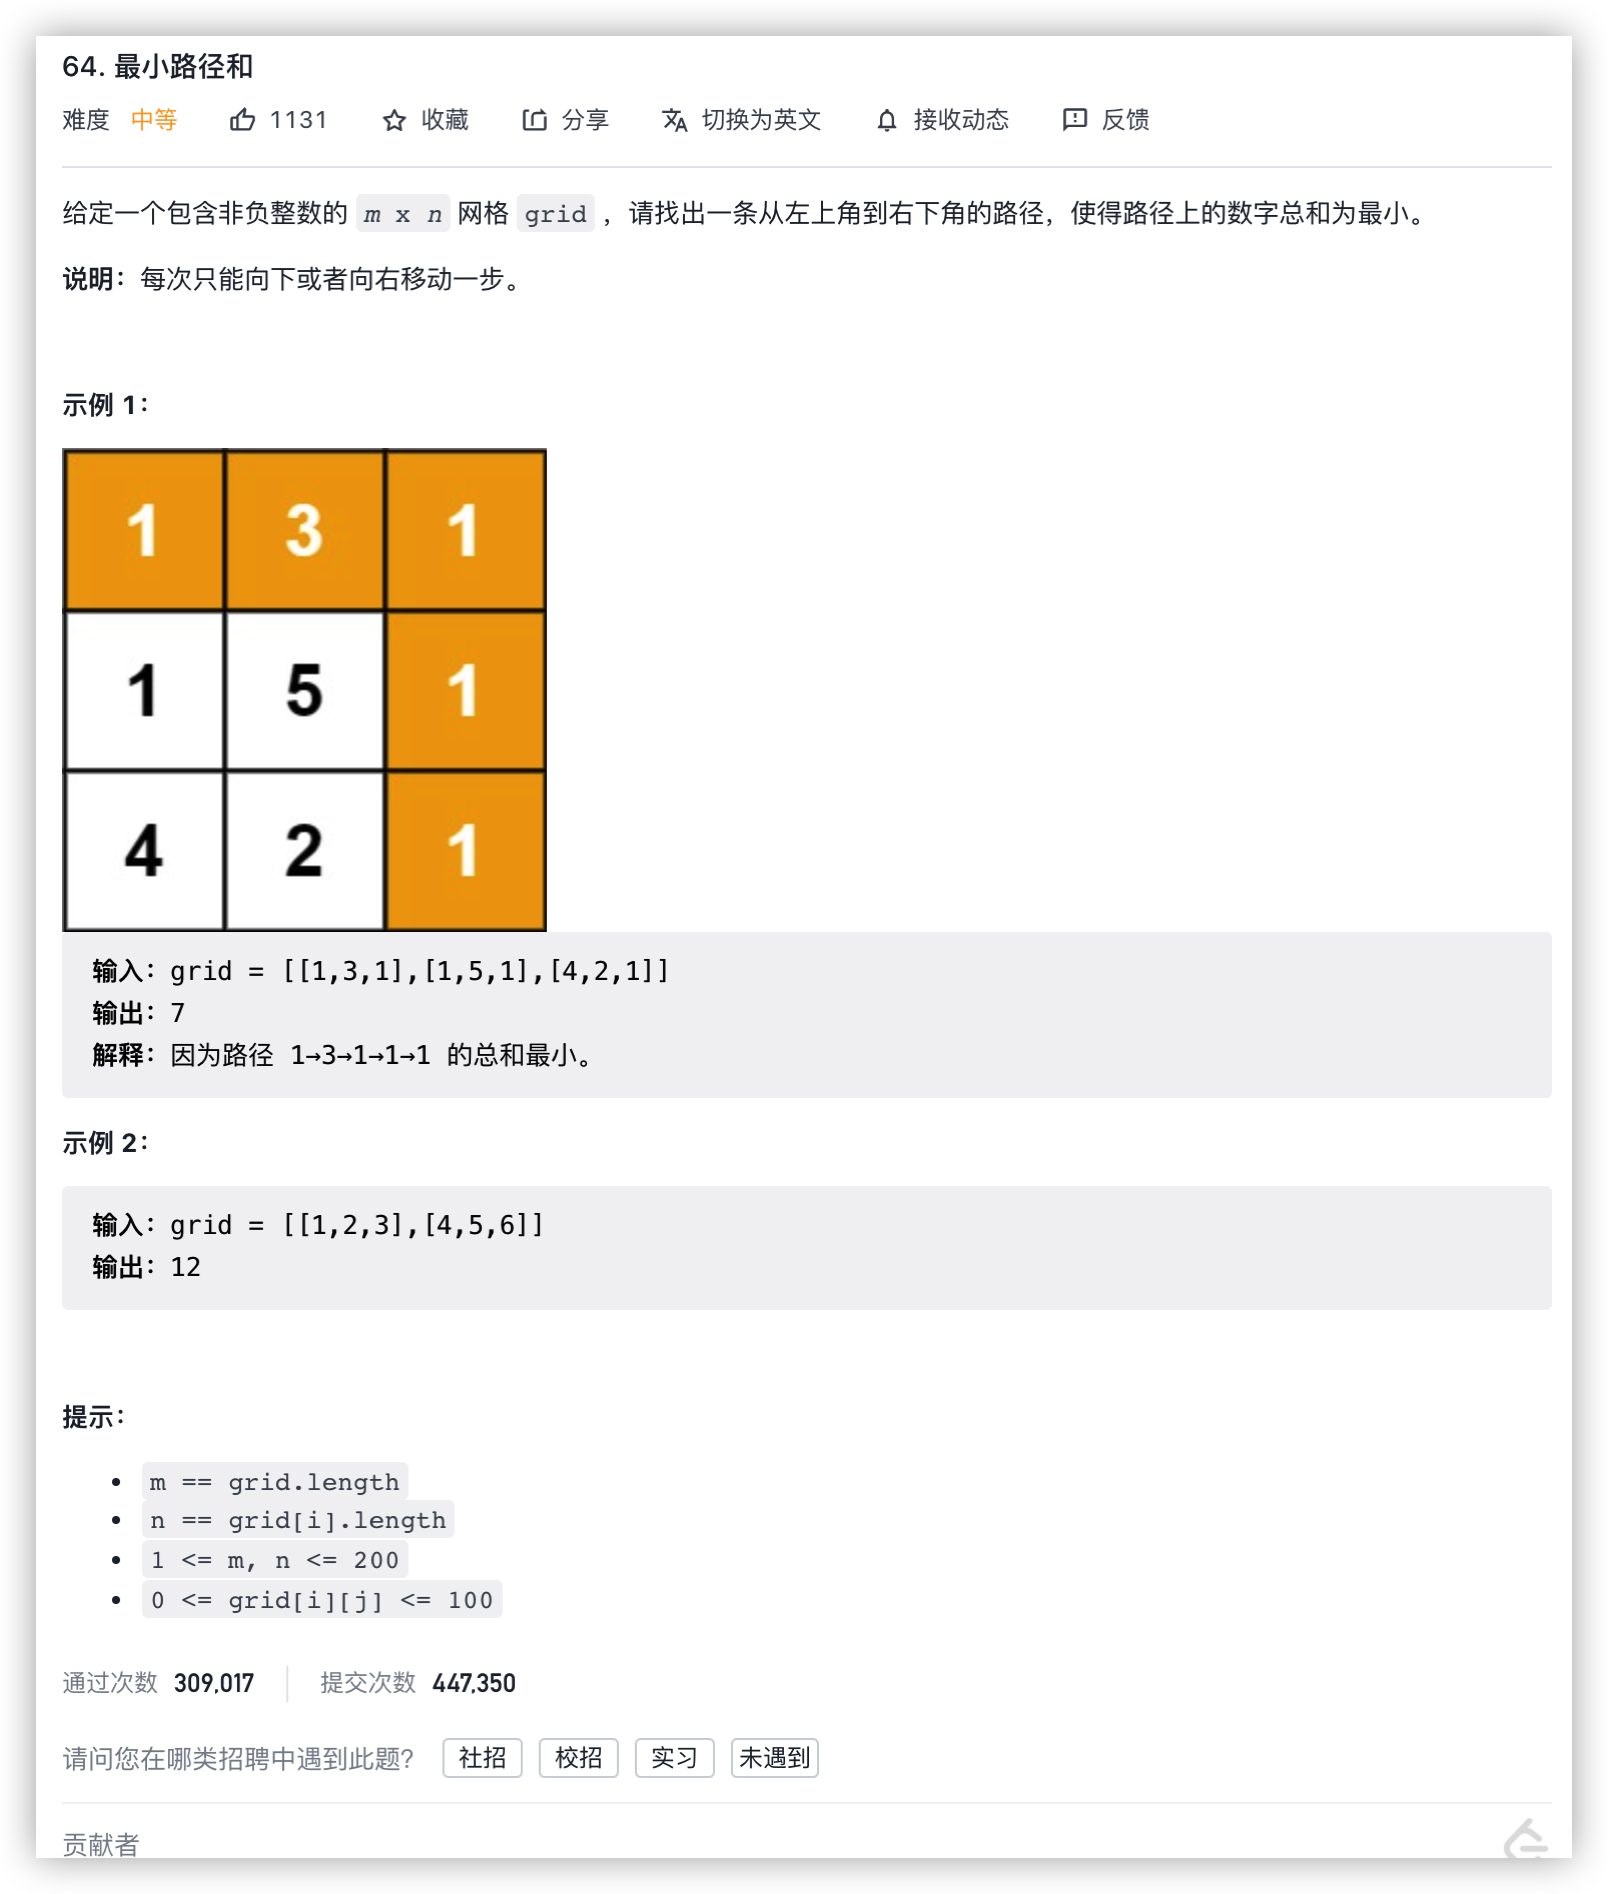 64. 最小路径和
难度 中等 1131 收藏 分享 切换为英文 接收动态 反馈
给定一个包含非负整数的 m x n 网格 grid ，请找出一条从左上角到右下角的路径，使得路径上的数字总和为最小。
说明：每次只能向下或者向右移动一步。
示例 1：
1 3 1
1 5 1
4 2 1
输入：grid = [[1,3,1],[1,5,1],[4,2,1]]
输出：7
解释：因为路径 1→3→1→1→1 的总和最小。
示例 2：
输入：grid = [[1,2,3],[4,5,6]]
输出：12
提示：
m == grid.length
n == grid[i].length
1 <= m, n <= 200
0 <= grid[i][j] <= 100
通过次数 309,017 提交次数 447,350
请问您在哪类招聘中遇到此题？ 社招 校招 实习 未遇到
贡献者